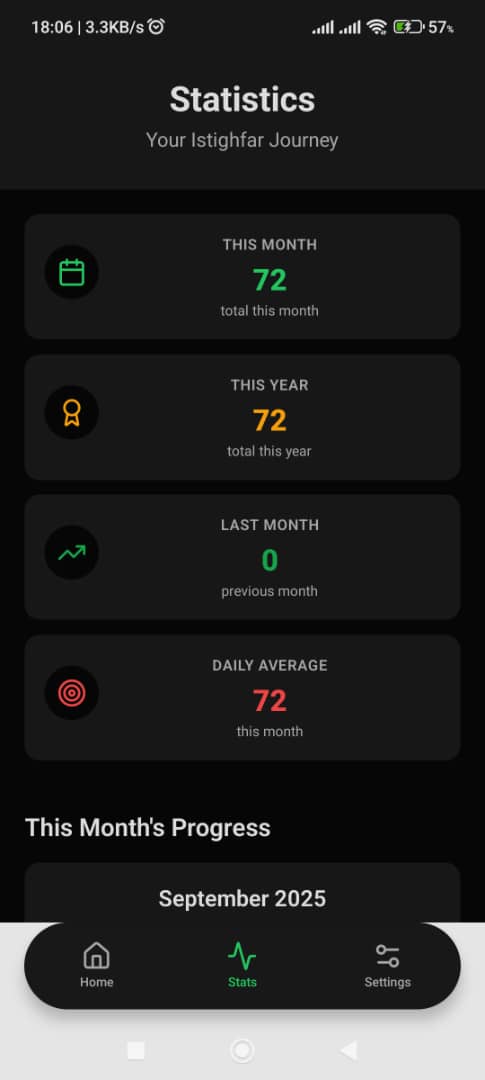 18:06 | 3.3KB/s 57%
Statistics
Your Istighfar Journey
THIS MONTH
72
total this month
THIS YEAR
72
total this year
LAST MONTH
0
previous month
DAILY AVERAGE
72
this month
This Month's Progress
September 2025
Home Stats Settings